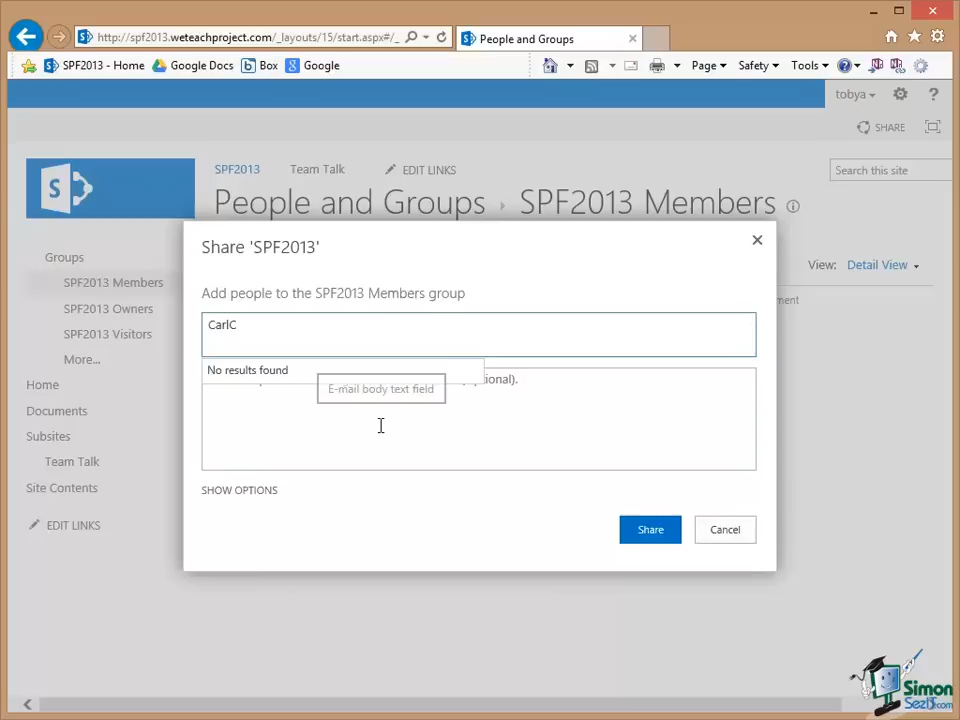 http://spf2013.weteachproject.com/_layouts/15/start.aspx#/_
People and Groups
SPF2013 - Home
Google Docs
Box
Google
Page
Safety
Tools
tobya
SHARE
SPF2013
Team Talk
EDIT LINKS
Search this site
People and Groups
SPF2013 Members
Groups
SPF2013 Members
SPF2013 Owners
SPF2013 Visitors
More...
Home
Documents
Subsites
Team Talk
Site Contents
EDIT LINKS
View: Detail View
Share 'SPF2013'
Add people to the SPF2013 Members group
CarlC
No results found
E-mail body text field
SHOW OPTIONS
Share
Cancel
Simon
SezIt.com